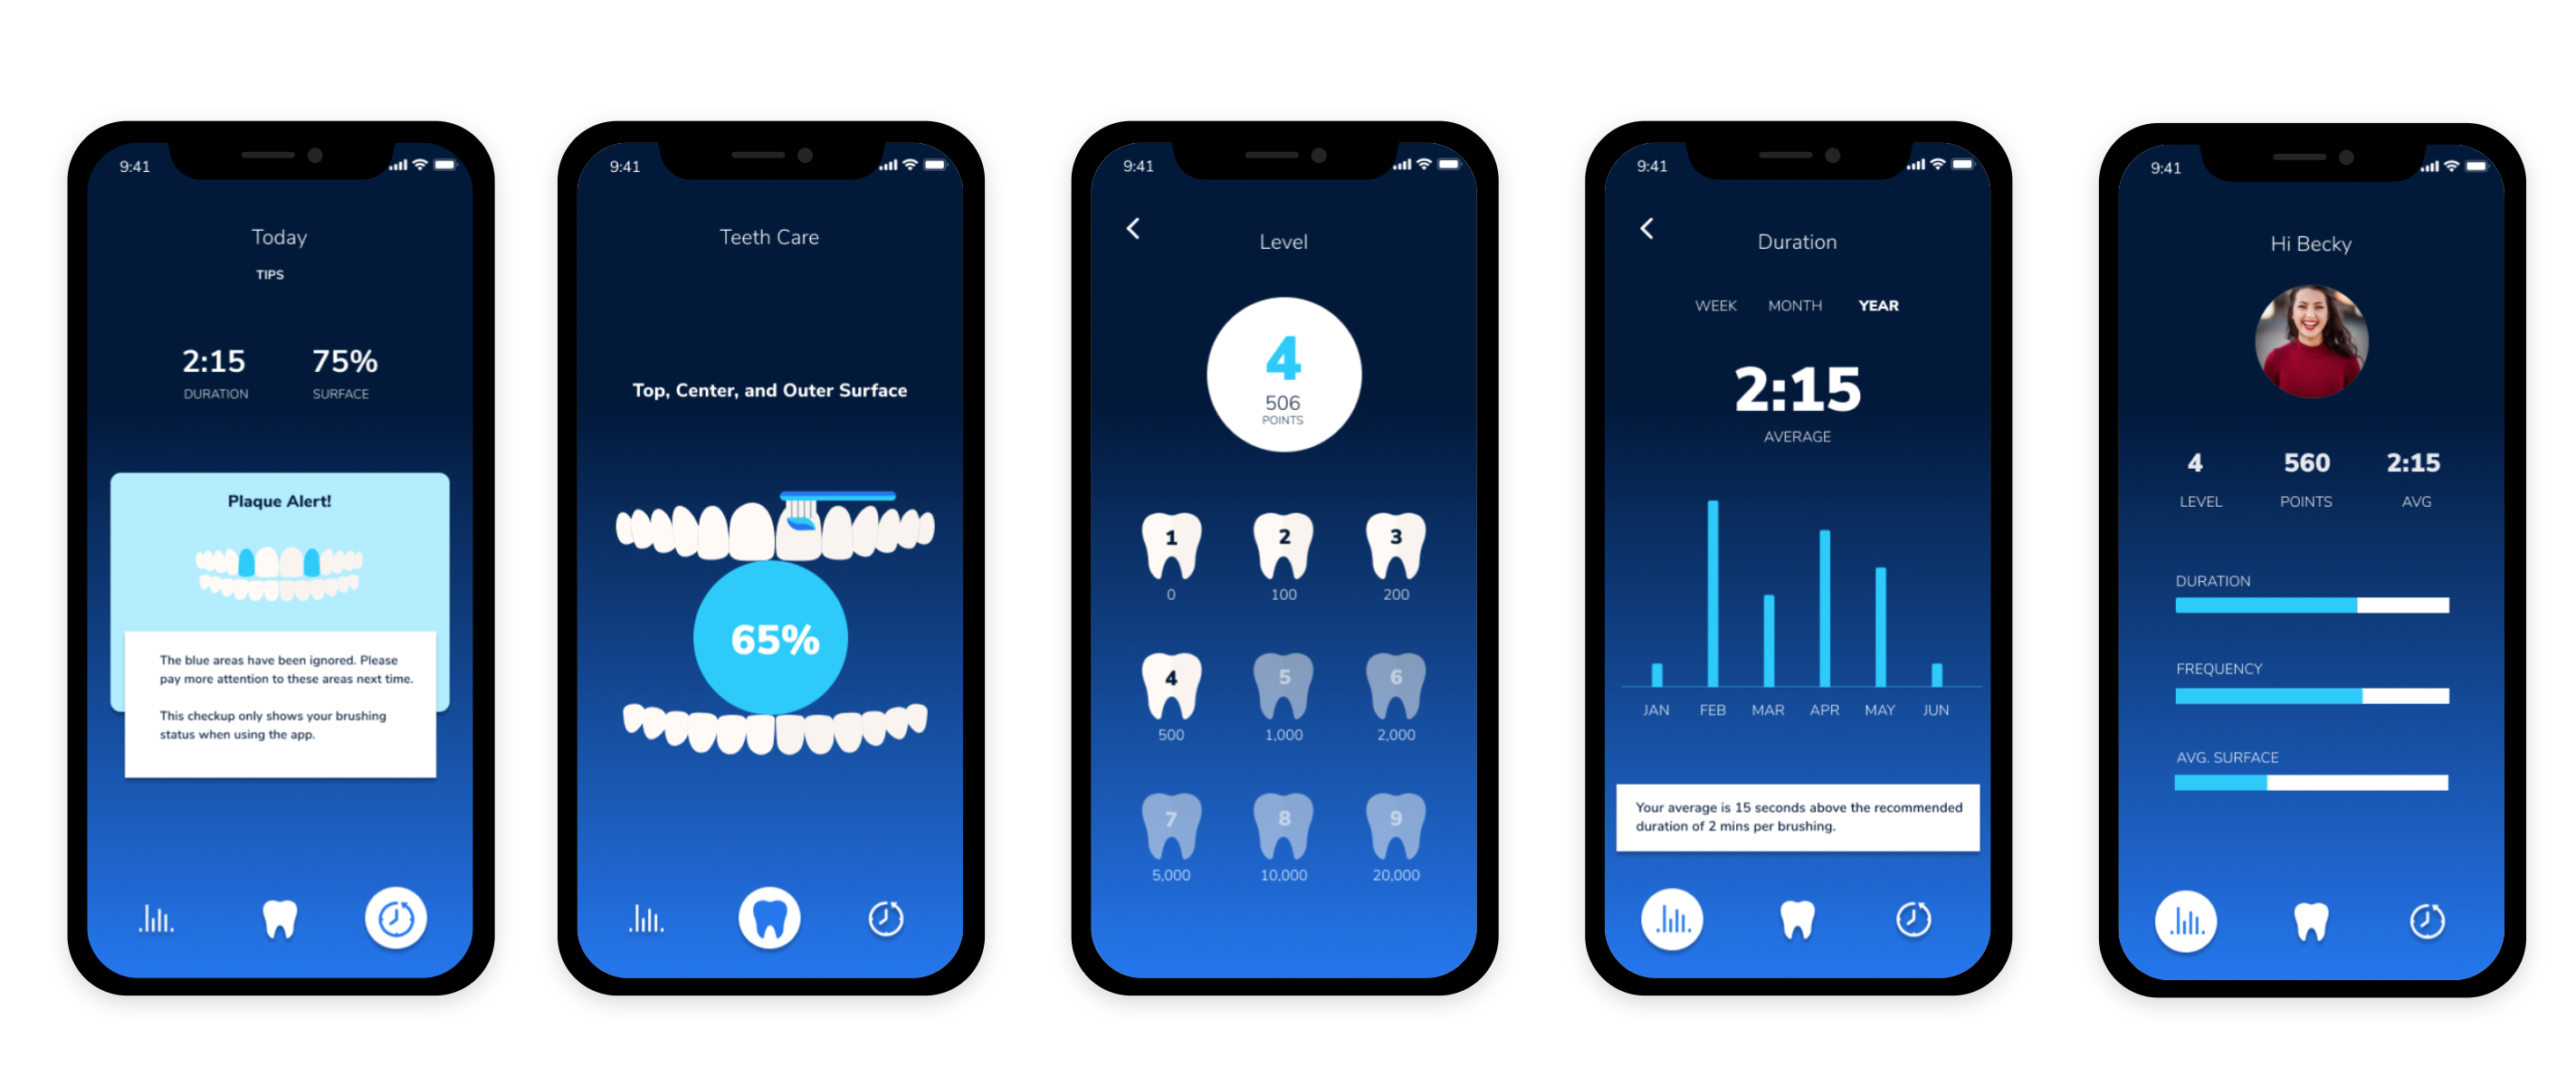 9:41
Today
TIPS
2:15 75%
DURATION SURFACE
Plaque Alert!
The blue areas have been ignored. Please
pay more attention to these areas next time.
This checkup only shows your brushing
status when using the app.
9:41
Teeth Care
Top, Center, and Outer Surface
65%
9:41
Level
4
506
POINTS
1 2 3
0 100 200
4 5 6
500 1,000 2,000
7 8 9
5,000 10,000 20,000
9:41
Duration
WEEK MONTH YEAR
2:15
AVERAGE
JAN FEB MAR APR MAY JUN
Your average is 15 seconds above the recommended
duration of 2 mins per brushing.
9:41
Hi Becky
4 560 2:15
LEVEL POINTS AVG
DURATION
FREQUENCY
AVG. SURFACE